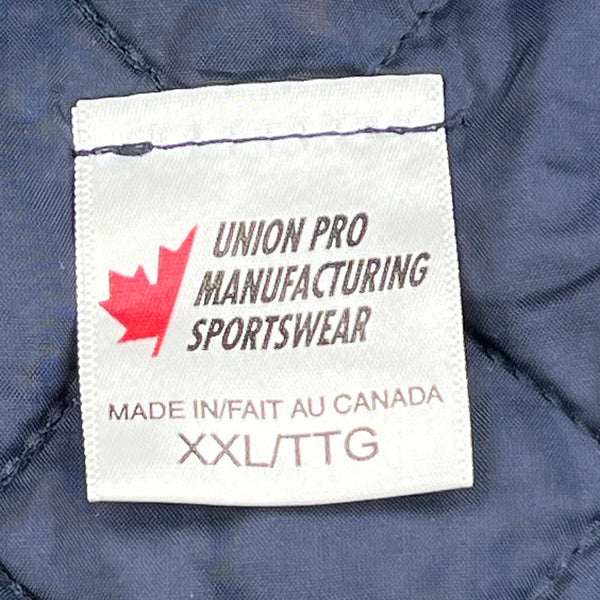 UNION PRO
MANUFACTURING
SPORTSWEAR
MADE IN/FAIT AU CANADA
XXL/TTG